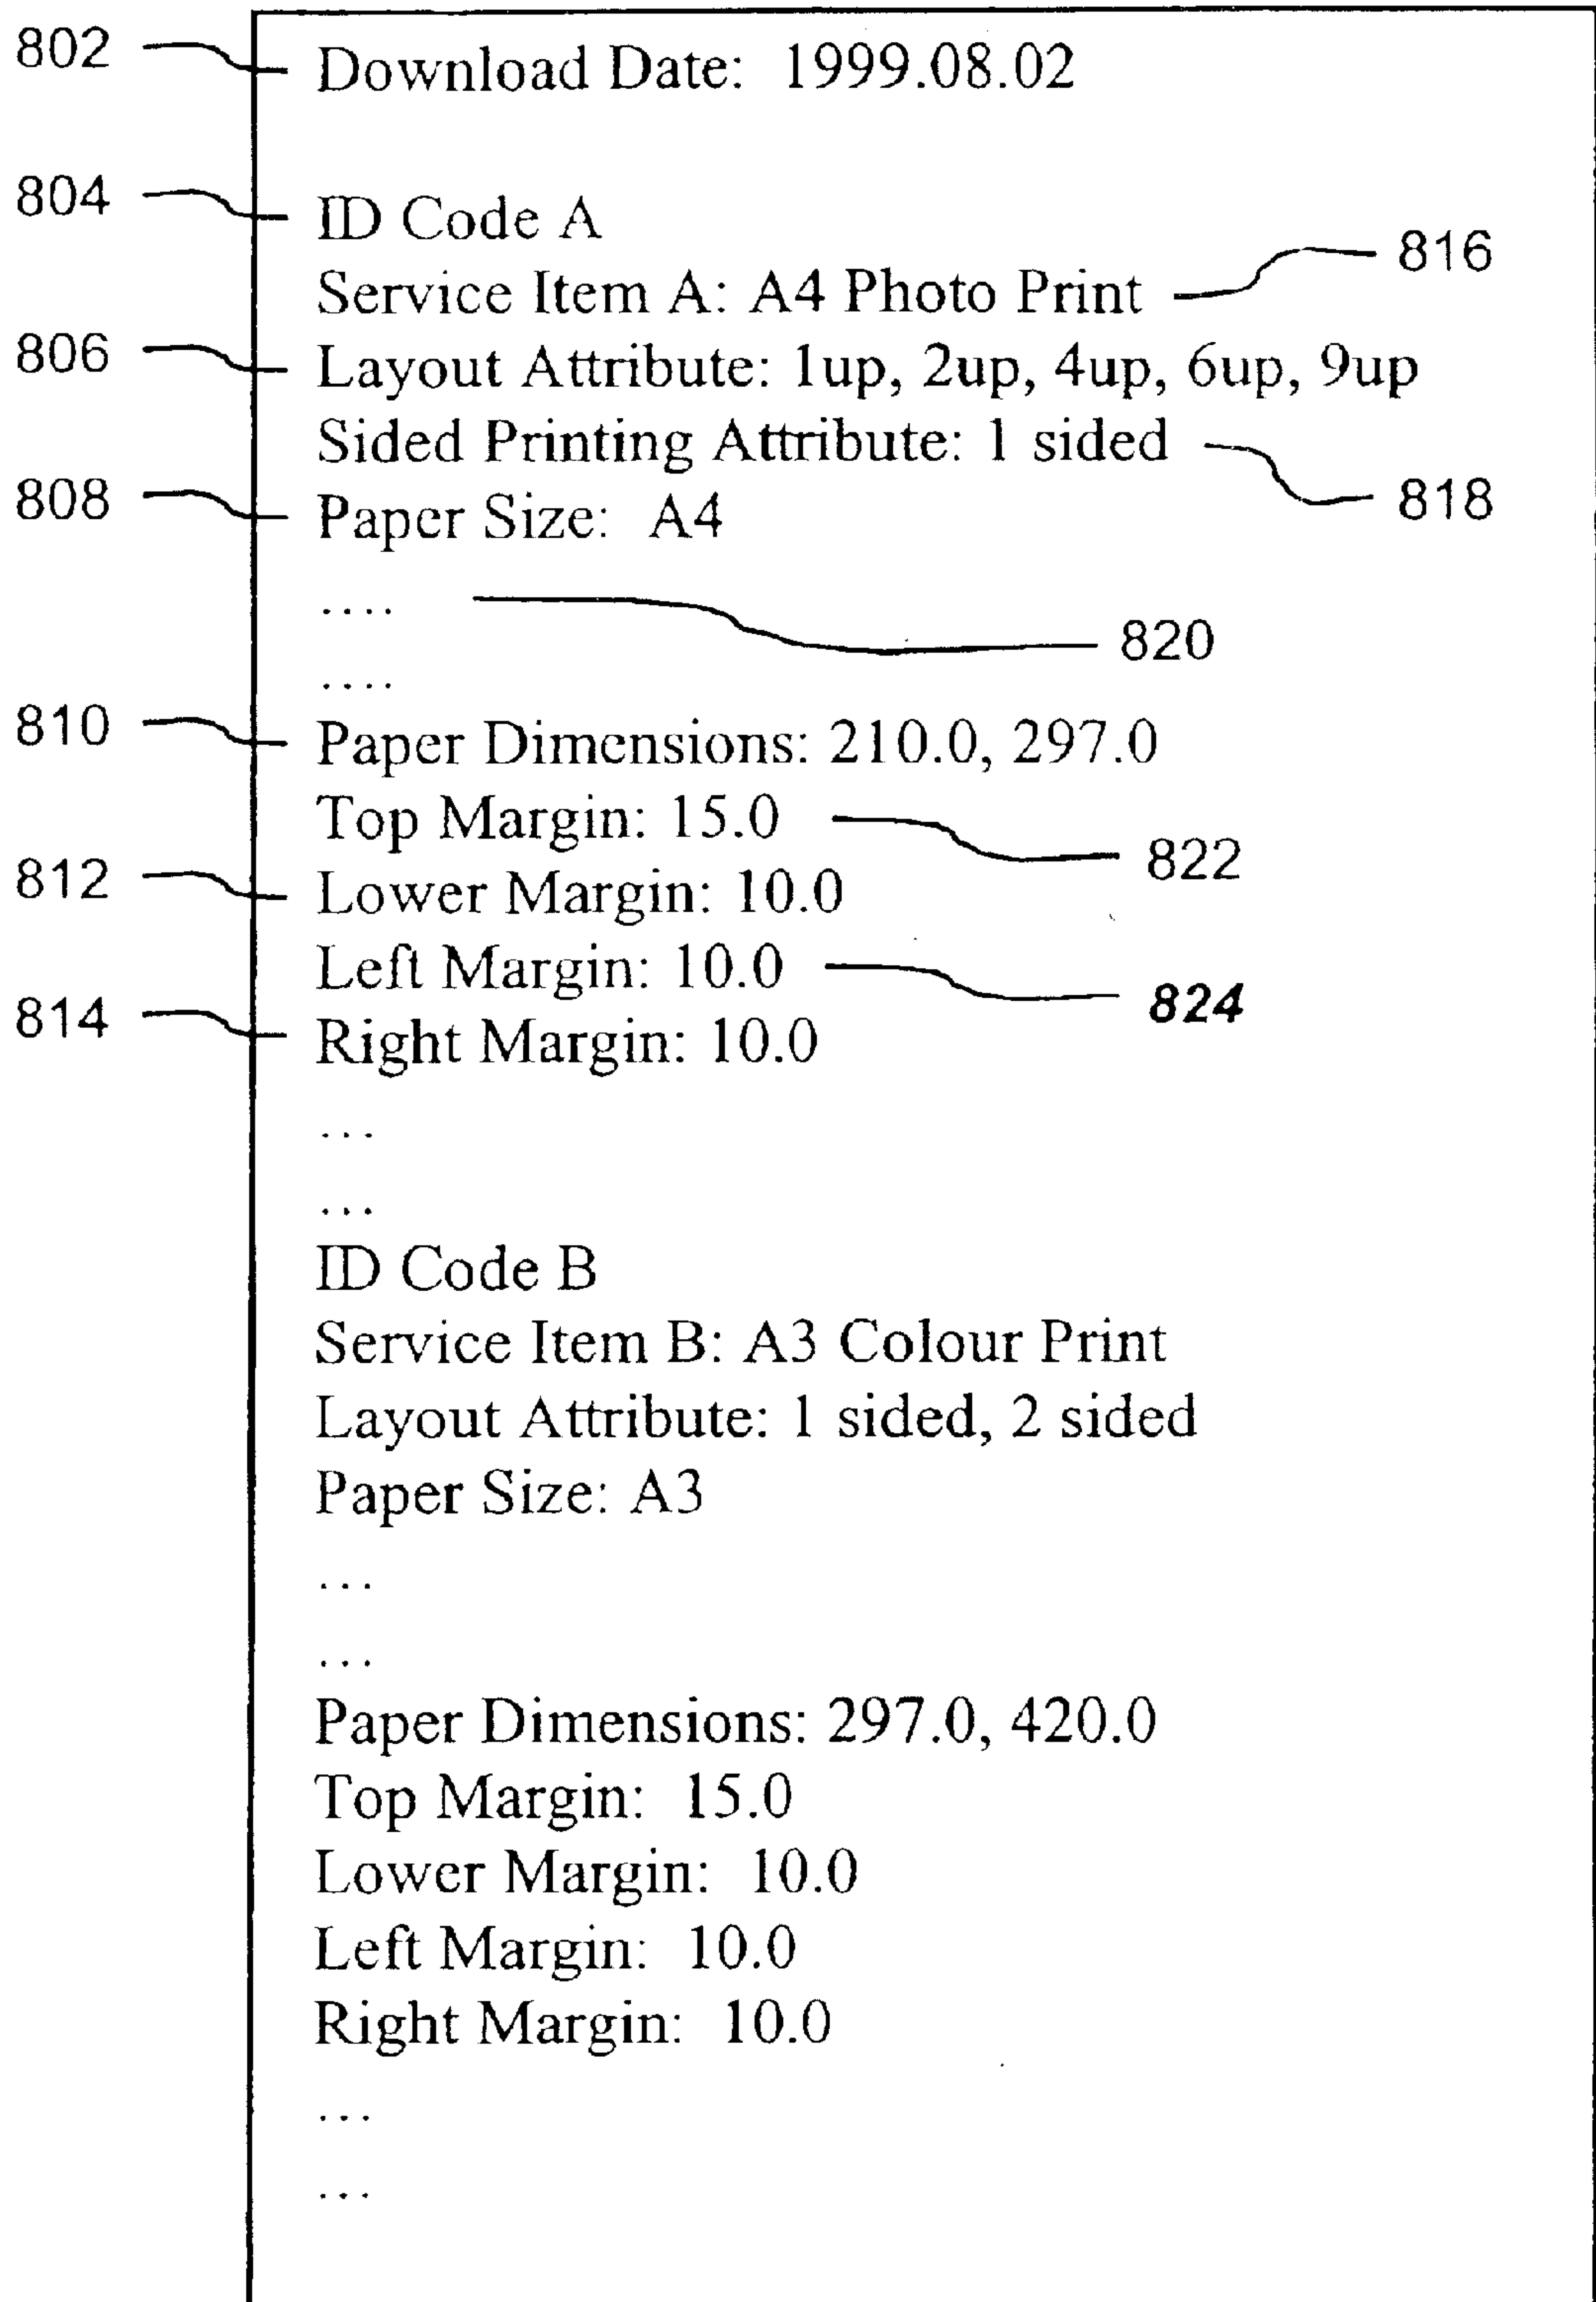 802 Download Date: 1999.08.02
804 ID Code A
Service Item A: A4 Photo Print 816
806 Layout Attribute: 1up, 2up, 4up, 6up, 9up
Sided Printing Attribute: 1 sided 818
808 Paper Size: A4
.... 820
....
810 Paper Dimensions: 210.0, 297.0
Top Margin: 15.0 822
812 Lower Margin: 10.0
Left Margin: 10.0 824
814 Right Margin: 10.0
...
...
ID Code B
Service Item B: A3 Colour Print
Layout Attribute: 1 sided, 2 sided
Paper Size: A3
...
...
Paper Dimensions: 297.0, 420.0
Top Margin: 15.0
Lower Margin: 10.0
Left Margin: 10.0
Right Margin: 10.0
...
...